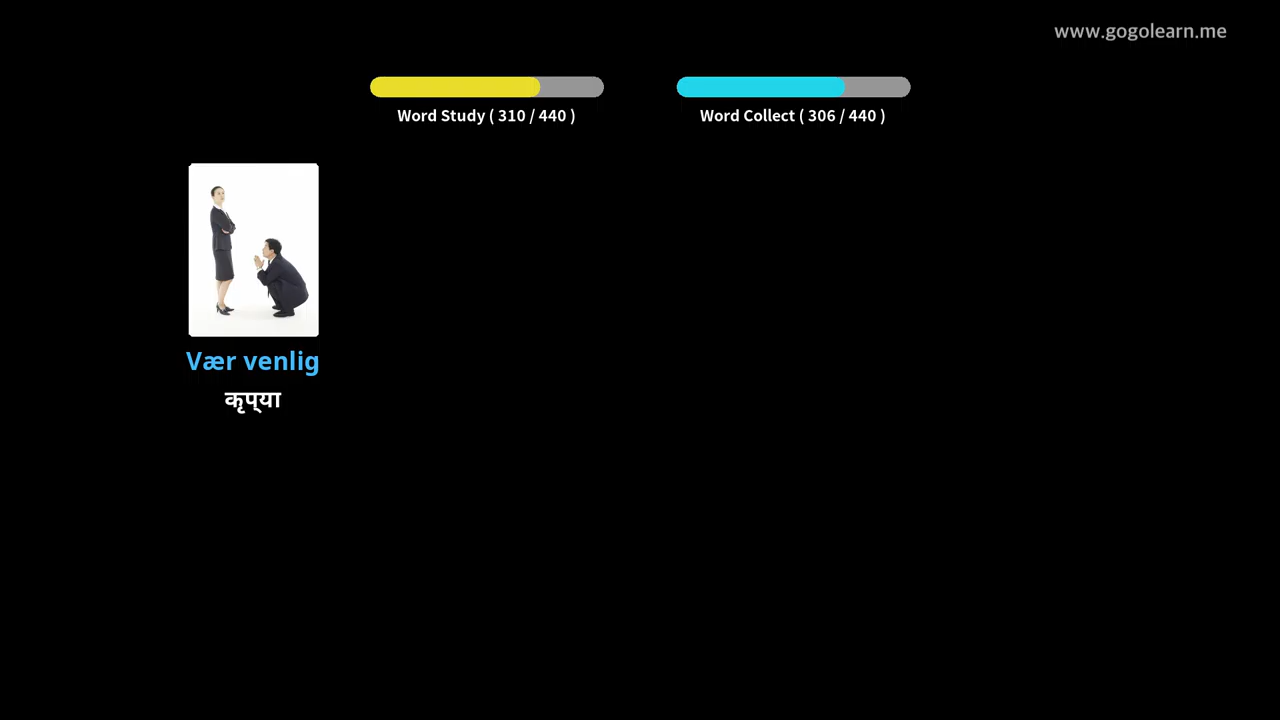 www.gogolearn.me
Word Study ( 310 / 440 )
Word Collect ( 306 / 440 )
Vær venlig
कृप्या